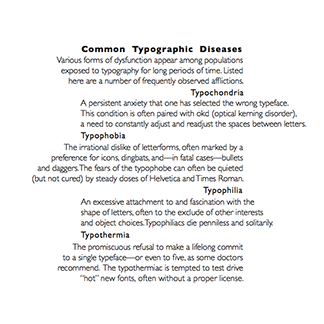 Common Typographic Diseases
Various forms of dysfunction appear among populations
exposed to typography for long periods of time. Listed
here are a number of frequently observed afflictions.
Typochondria
A persistent anxiety that one has selected the wrong typeface.
This condition is often paired with okd (optical kerning disorder),
a need to constantly adjust and readjust the spaces between letters.
Typophobia
The irrational dislike of letterforms, often marked by a
preference for icons, dingbats, and—in fatal cases—bullets
and daggers. The fears of the typophobe can often be quieted
(but not cured) by steady doses of Helvetica and Times Roman.
Typophilia
An excessive attachment to and fascination with the
shape of letters, often to the exclude of other interests
and object choices. Typophiliacs die penniless and solitarily.
Typothermia
The promiscuous refusal to make a lifelong commit
to a single typeface—or even to five, as some doctors
recommend. The typothermiac is tempted to test drive
“hot” new fonts, often without a proper license.